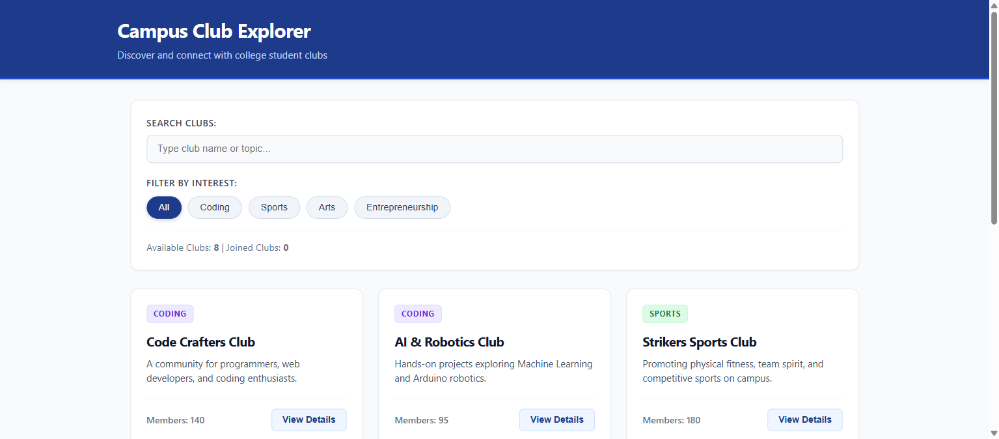 Campus Club Explorer
Discover and connect with college student clubs
SEARCH CLUBS:
Type club name or topic...
FILTER BY INTEREST:
All
Coding
Sports
Arts
Entrepreneurship
Available Clubs: 8 | Joined Clubs: 0
CODING
Code Crafters Club
A community for programmers, web
developers, and coding enthusiasts.
Members: 140
View Details
CODING
AI & Robotics Club
Hands-on projects exploring Machine Learning
and Arduino robotics.
Members: 95
View Details
SPORTS
Strikers Sports Club
Promoting physical fitness, team spirit, and
competitive sports on campus.
Members: 180
View Details